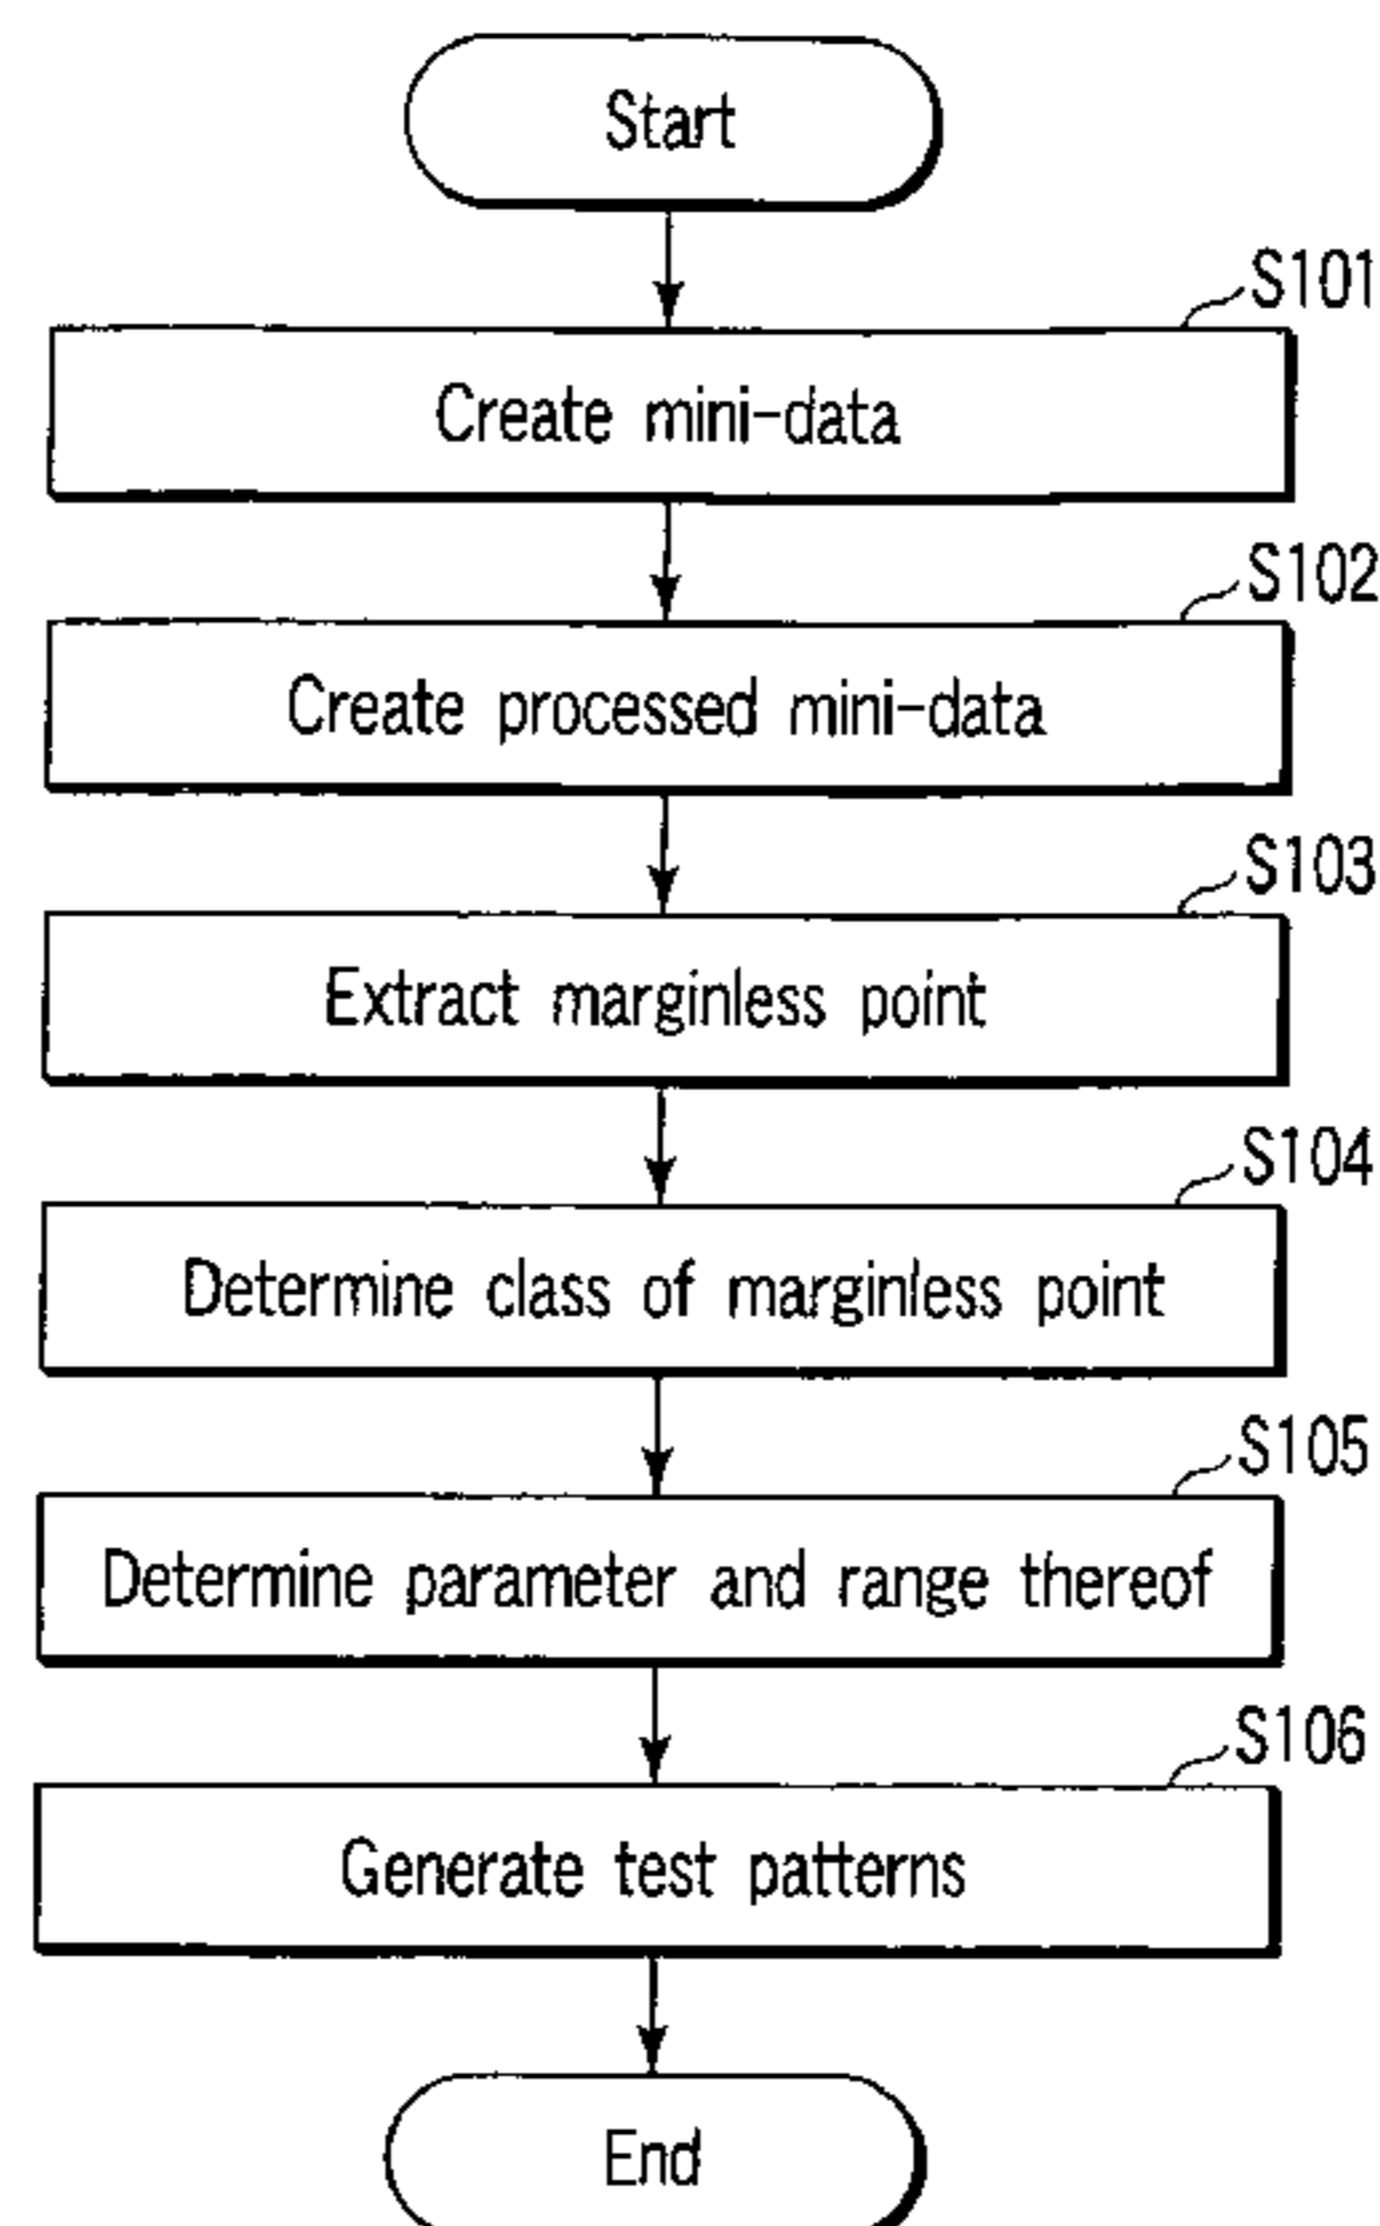 Start
S101
Create mini-data
S102
Create processed mini-data
S103
Extract marginless point
S104
Determine class of marginless point
S105
Determine parameter and range thereof
S106
Generate test patterns
End